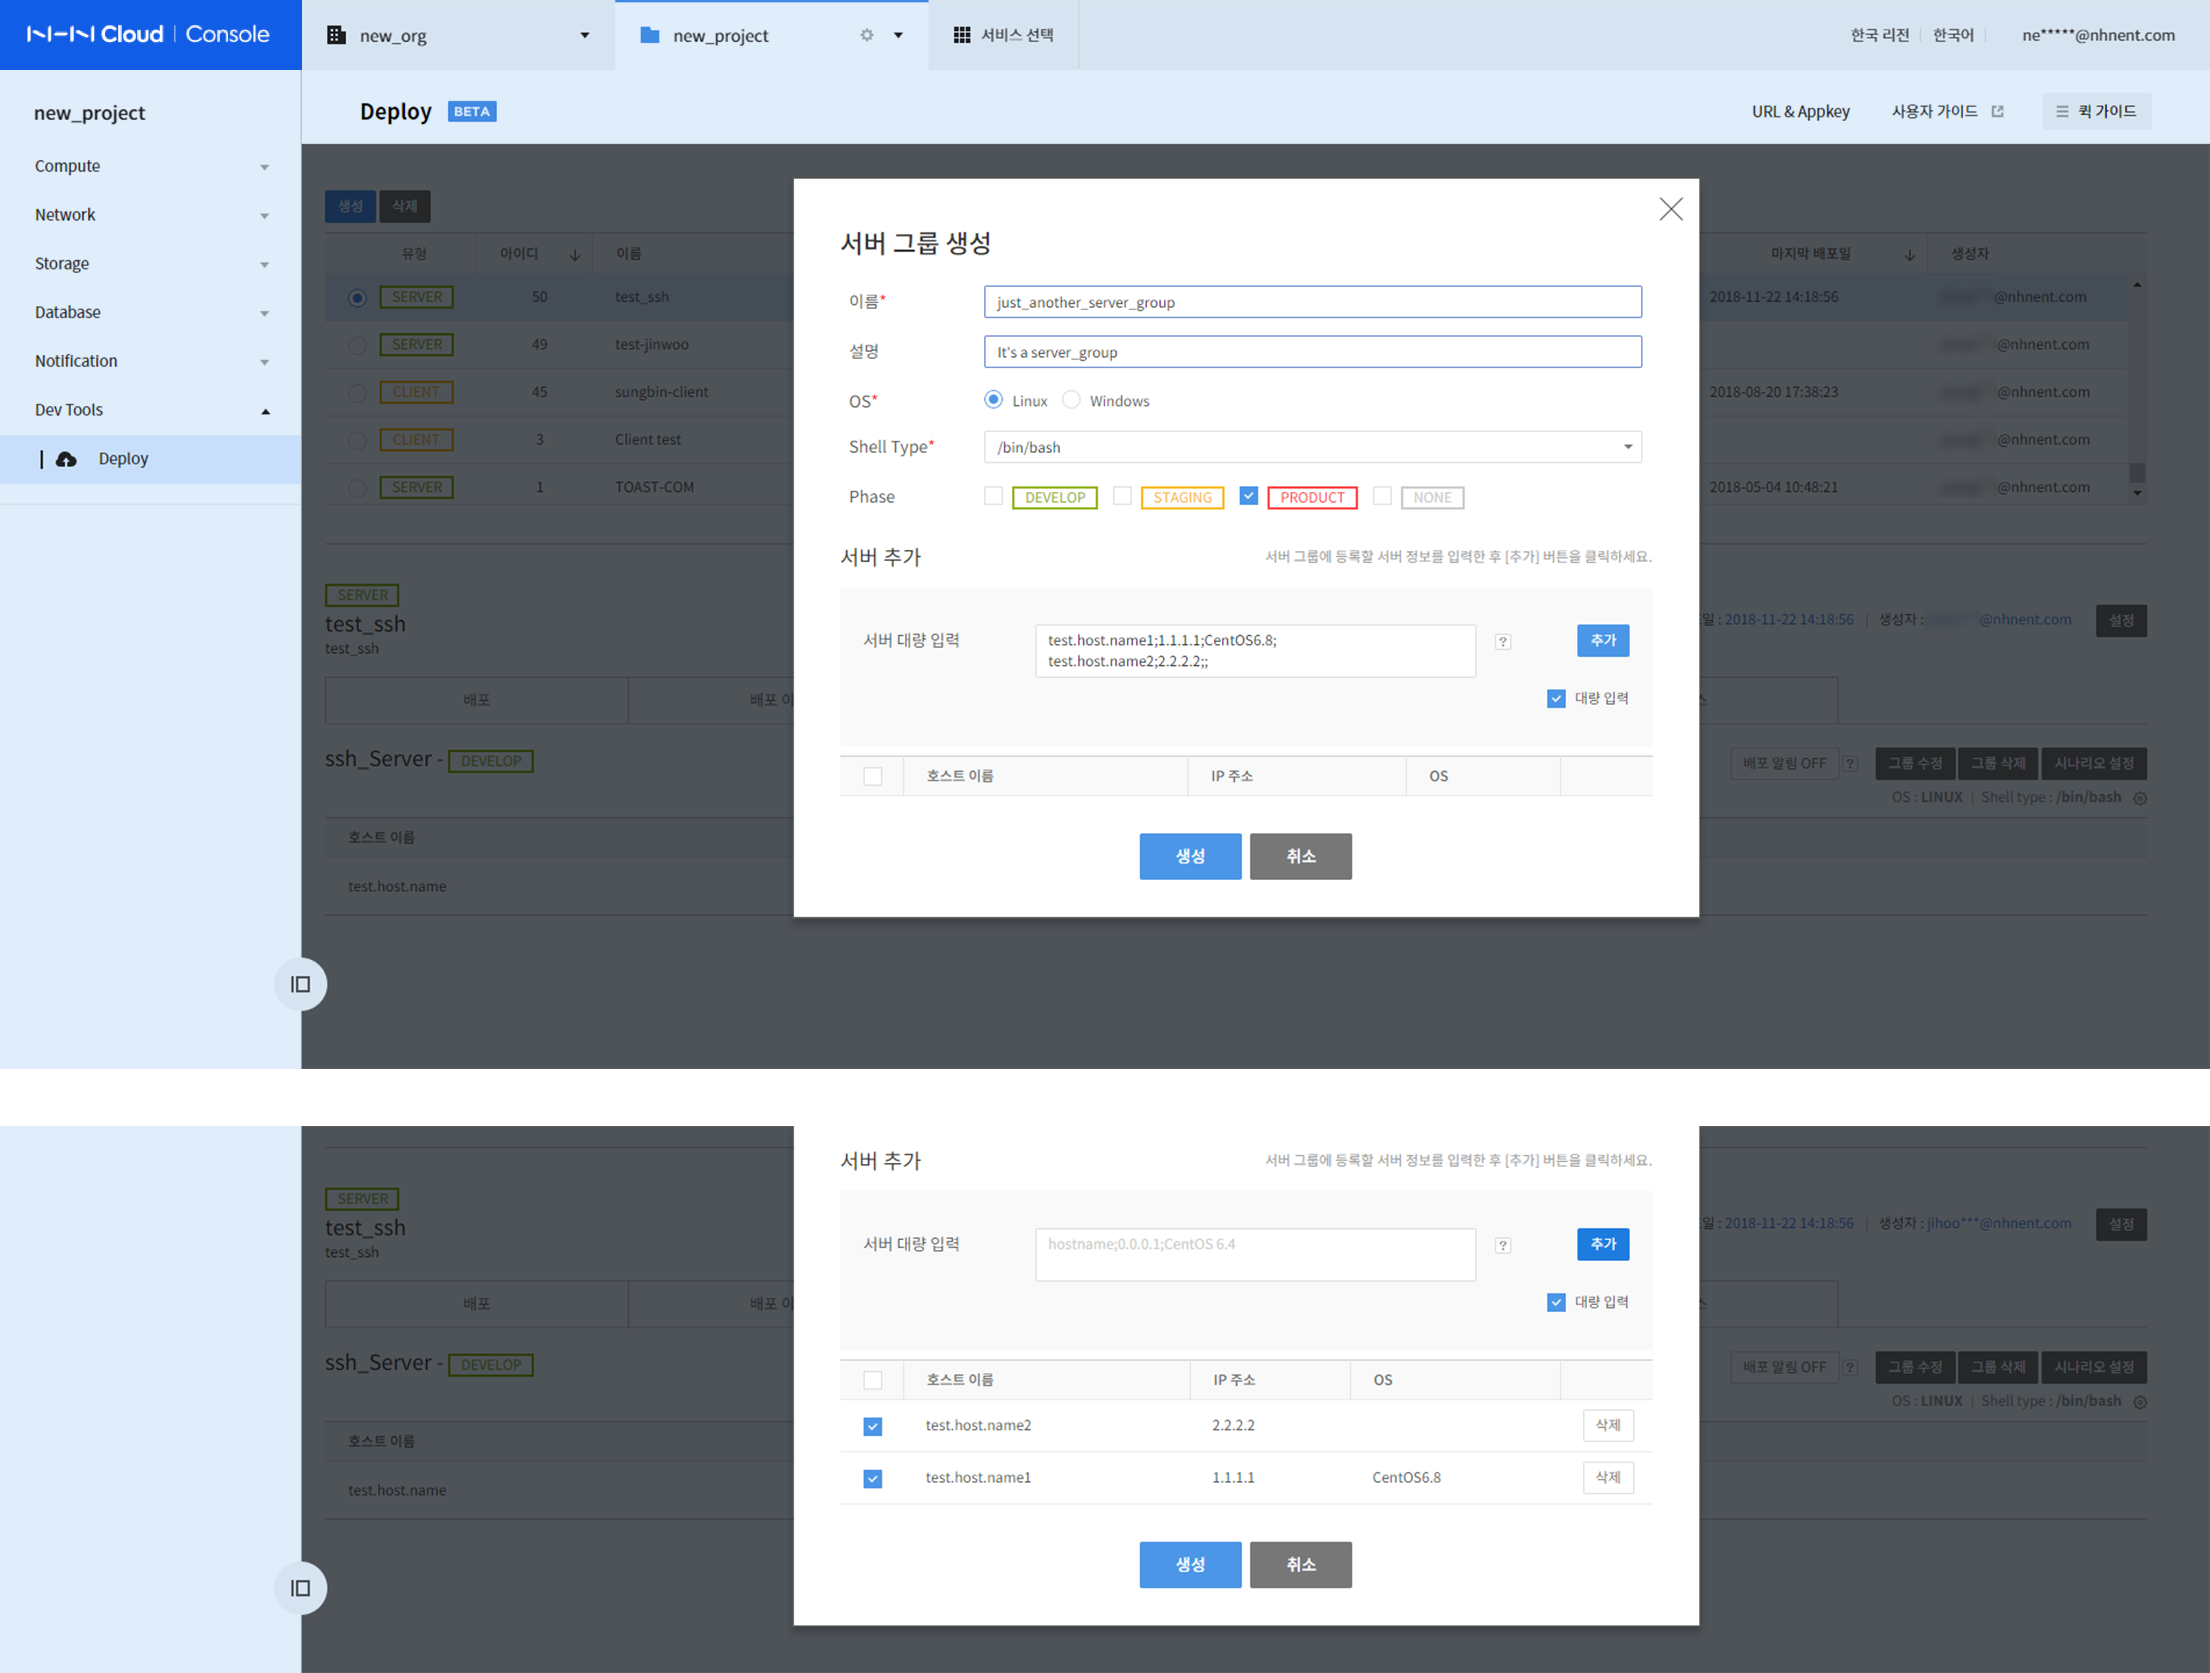 NHN Cloud | Console
new_org
new_project
서비스 선택
한국 리전
한국어
ne*****@nhnent.com
new_project
Deploy BETA
URL & Appkey
사용자 가이드
퀵 가이드
Compute
Network
Storage
Database
Notification
Dev Tools
Deploy
생성 삭제
유형 아이디 이름 마지막 배포일 생성자
SERVER 50 test_ssh 2018-11-22 14:18:56 @nhnent.com
SERVER 49 test-jinwoo @nhnent.com
CLIENT 45 sungbin-client 2018-08-20 17:38:23 @nhnent.com
CLIENT 3 Client test @nhnent.com
SERVER 1 TOAST-COM 2018-05-04 10:48:21 @nhnent.com
SERVER
test_ssh
test_ssh
일 : 2018-11-22 14:18:56 | 생성자 : @nhnent.com 설정
배포 배포 이
ssh_Server - DEVELOP
배포 알림 OFF ? 그룹 수정 그룹 삭제 시나리오 설정
OS : LINUX | Shell type : /bin/bash
호스트 이름
test.host.name
서버 그룹 생성
이름* just_another_server_group
설명 It's a server_group
OS* Linux Windows
Shell Type* /bin/bash
Phase DEVELOP STAGING PRODUCT NONE
서버 추가 서버 그룹에 등록할 서버 정보를 입력한 후 [추가] 버튼을 클릭하세요.
서버 대량 입력 test.host.name1;1.1.1.1;CentOS6.8; ? 추가
test.host.name2;2.2.2.2;;
대량 입력
호스트 이름 IP 주소 OS
생성 취소
SERVER
test_ssh
test_ssh
일 : 2018-11-22 14:18:56 | 생성자 : jihoo***@nhnent.com 설정
배포 배포 이
ssh_Server - DEVELOP
배포 알림 OFF ? 그룹 수정 그룹 삭제 시나리오 설정
OS : LINUX | Shell type : /bin/bash
호스트 이름
test.host.name
서버 추가 서버 그룹에 등록할 서버 정보를 입력한 후 [추가] 버튼을 클릭하세요.
서버 대량 입력 hostname;0.0.0.1;CentOS 6.4 ? 추가
대량 입력
호스트 이름 IP 주소 OS
test.host.name2 2.2.2.2 삭제
test.host.name1 1.1.1.1 CentOS6.8 삭제
생성 취소